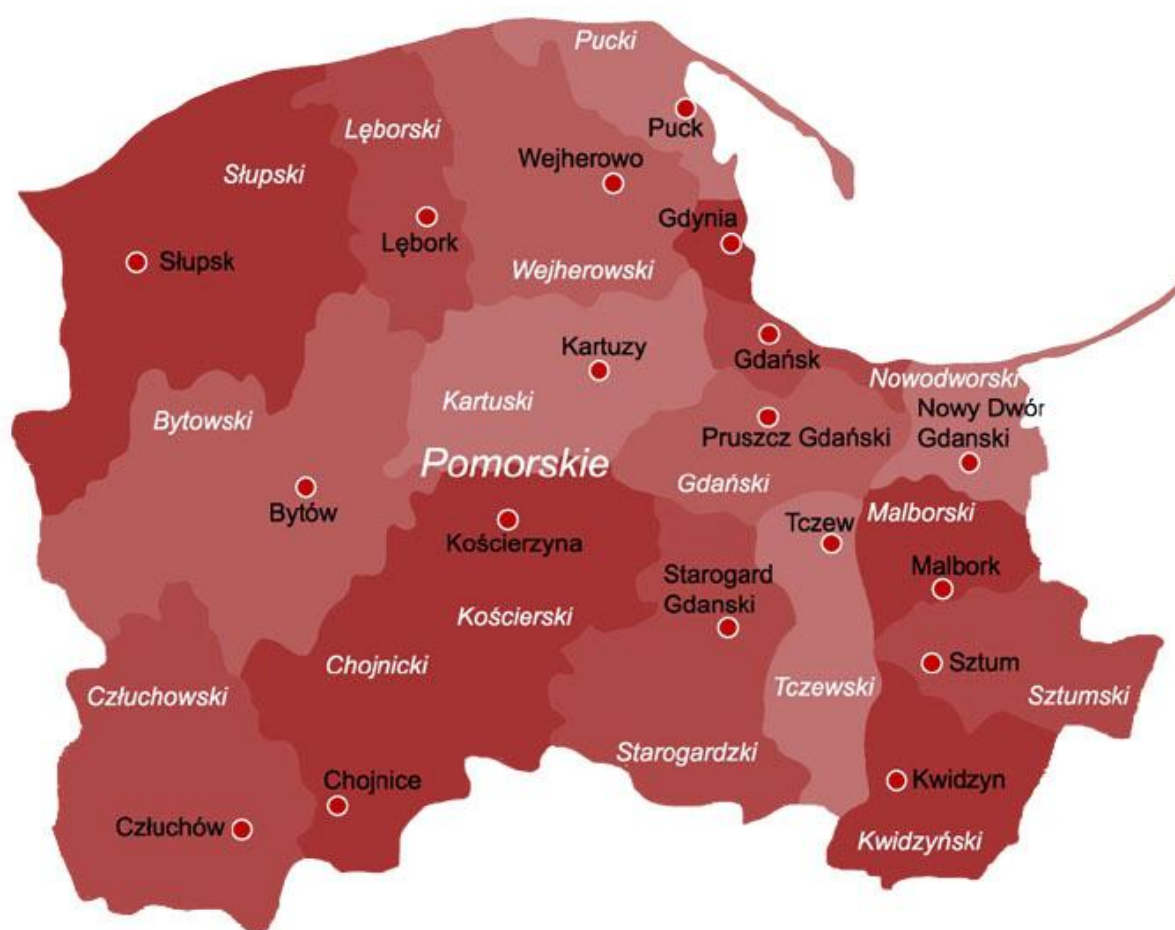 Pucki
Puck
Lęborski
Wejherowo
Słupski
Gdynia
Lębork
Słupsk
Wejherowski
Kartuzy
Gdańsk
Nowodworski
Kartuski
Bytowski
Nowy Dwór
Gdanski
Pruszcz Gdański
Pomorskie
Gdański
Bytów
Malborski
Tczew
Kościerzyna
Malbork
Starogard
Gdanski
Kościerski
Chojnicki
Sztum
Człuchowski
Tczewski
Sztumski
Starogardzki
Chojnice
Kwidzyn
Człuchów
Kwidzyński